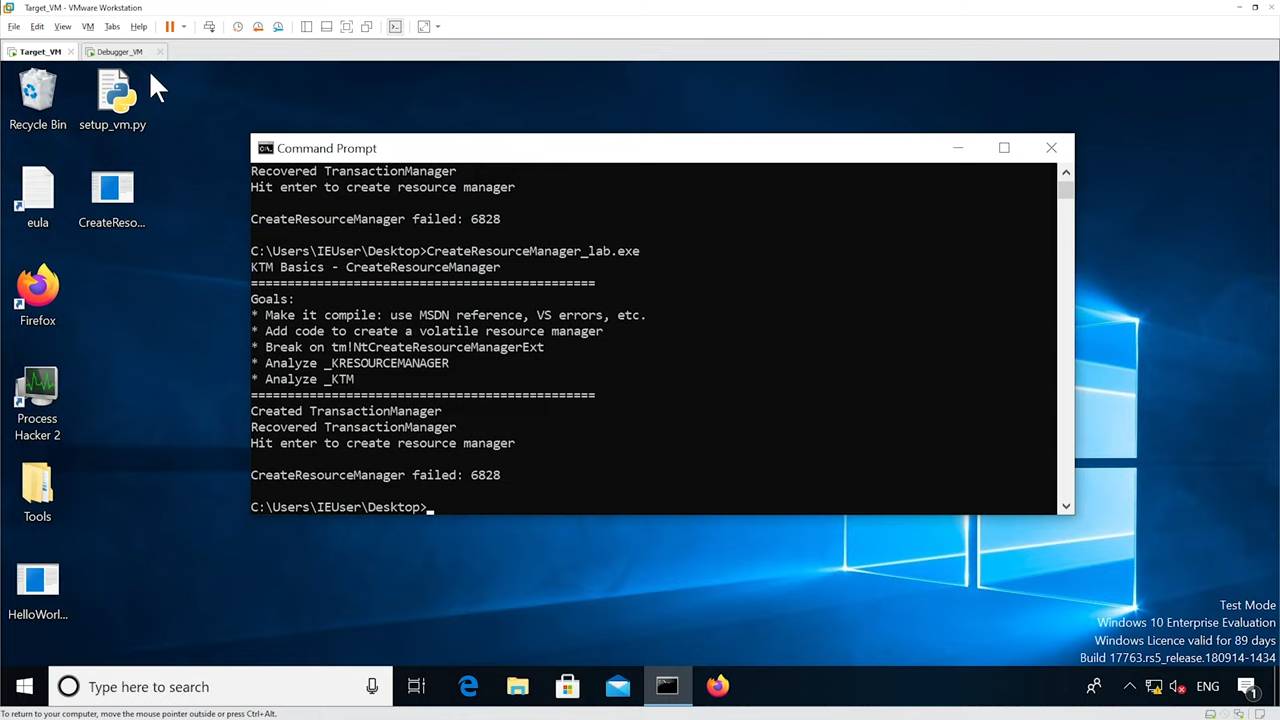 Target_VM - VMware Workstation
File Edit View VM Tabs Help
Target_VM Debugger_VM
Recycle Bin
setup_vm.py
eula
CreateReso...
Firefox
Process
Hacker 2
Tools
HelloWorl...
Command Prompt
Recovered TransactionManager
Hit enter to create resource manager
CreateResourceManager failed: 6828
C:\Users\IEUser\Desktop>CreateResourceManager_lab.exe
KTM Basics - CreateResourceManager
===============================================
Goals:
* Make it compile: use MSDN reference, VS errors, etc.
* Add code to create a volatile resource manager
* Break on tm!NtCreateResourceManagerExt
* Analyze _KRESOURCEMANAGER
* Analyze _KTM
===============================================
Created TransactionManager
Recovered TransactionManager
Hit enter to create resource manager
CreateResourceManager failed: 6828
C:\Users\IEUser\Desktop>
Test Mode
Windows 10 Enterprise Evaluation
Windows Licence valid for 89 days
Build 17763.rs5_release.180914-1434
Type here to search
ENG
1
To return to your computer, move the mouse pointer outside or press Ctrl+Alt.